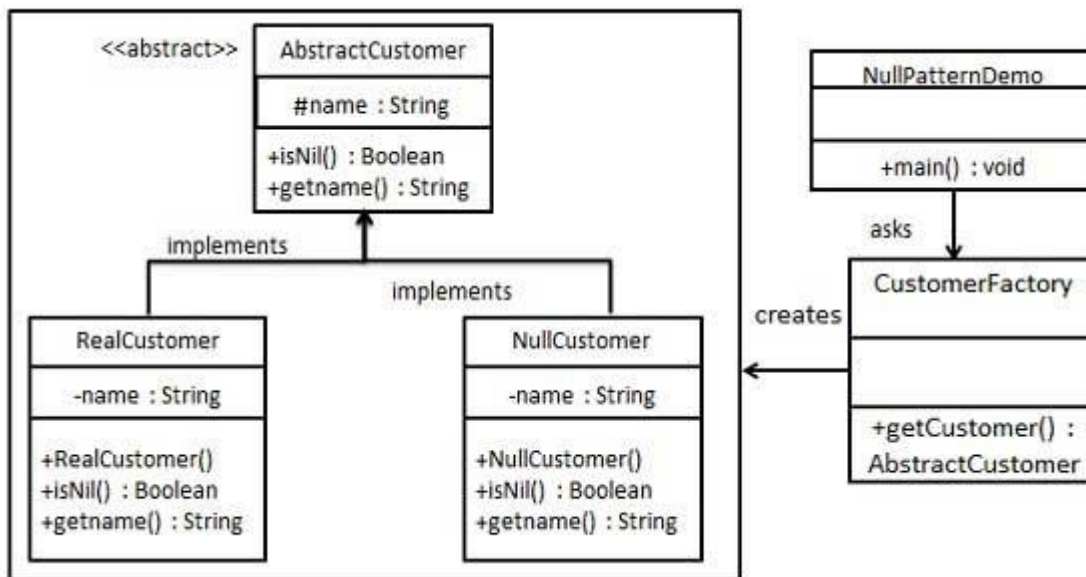 <<abstract>>
AbstractCustomer
#name : String
+isNil() : Boolean
+getname() : String
implements
implements
RealCustomer
-name : String
+RealCustomer()
+isNil() : Boolean
+getname() : String
NullCustomer
-name : String
+NullCustomer()
+isNil() : Boolean
+getname() : String
NullPatternDemo
+main() : void
asks
CustomerFactory
creates
+getCustomer() :
AbstractCustomer